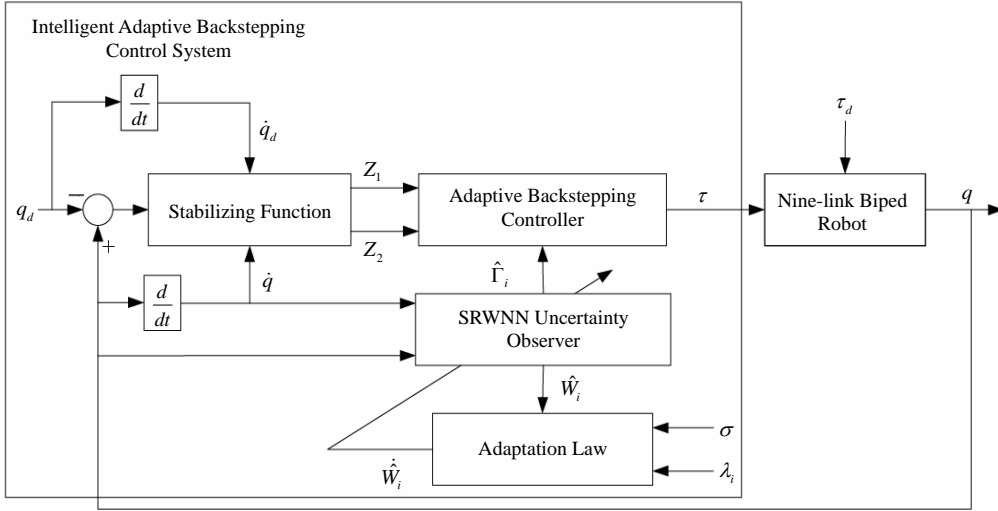 Intelligent Adaptive Backstepping
Control System
d
dt
q̇_d
τ_d
q_d
−
+
Stabilizing Function
Z_1
Z_2
Adaptive Backstepping
Controller
τ
Nine-link Biped
Robot
q
d
dt
q̇
Γ̂_i
SRWNN Uncertainty
Observer
Ŵ_i
Adaptation Law
σ
λ_i
Ŵ̇_i